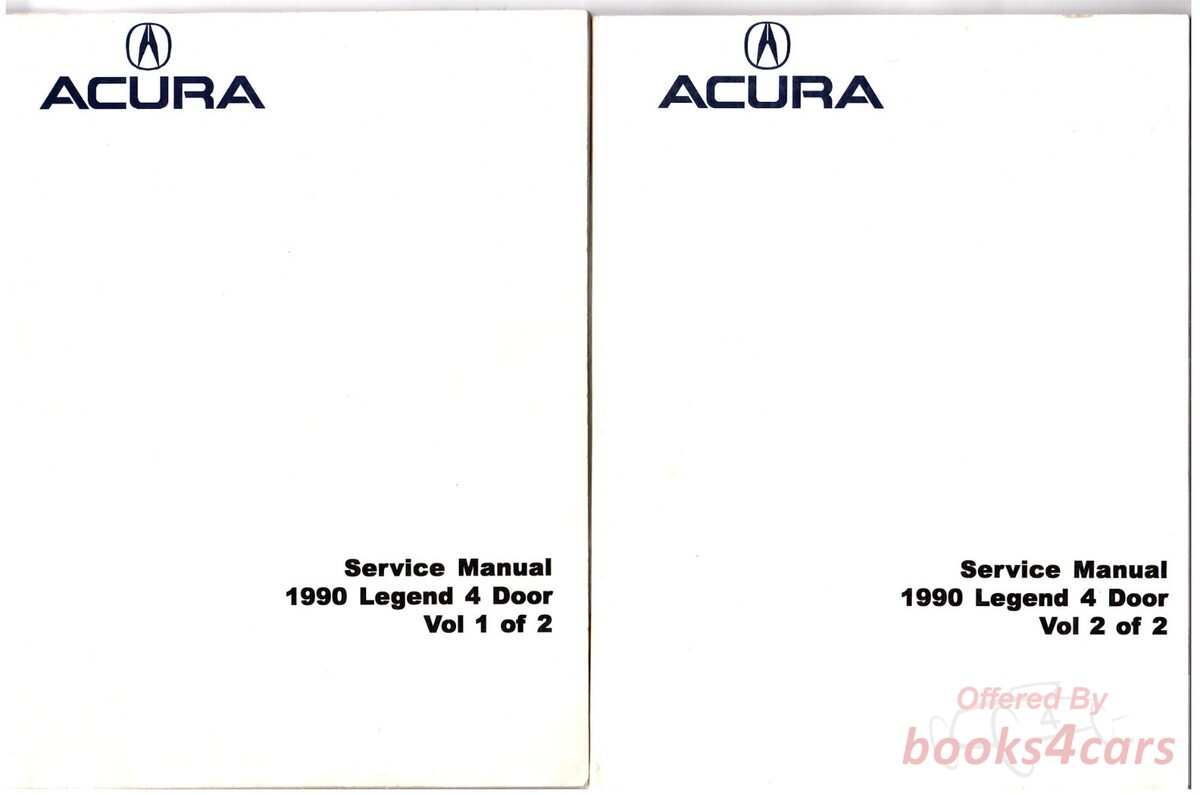 ACURA
Service Manual
1990 Legend 4 Door
Vol 1 of 2
ACURA
Service Manual
1990 Legend 4 Door
Vol 2 of 2
Offered By
books4cars